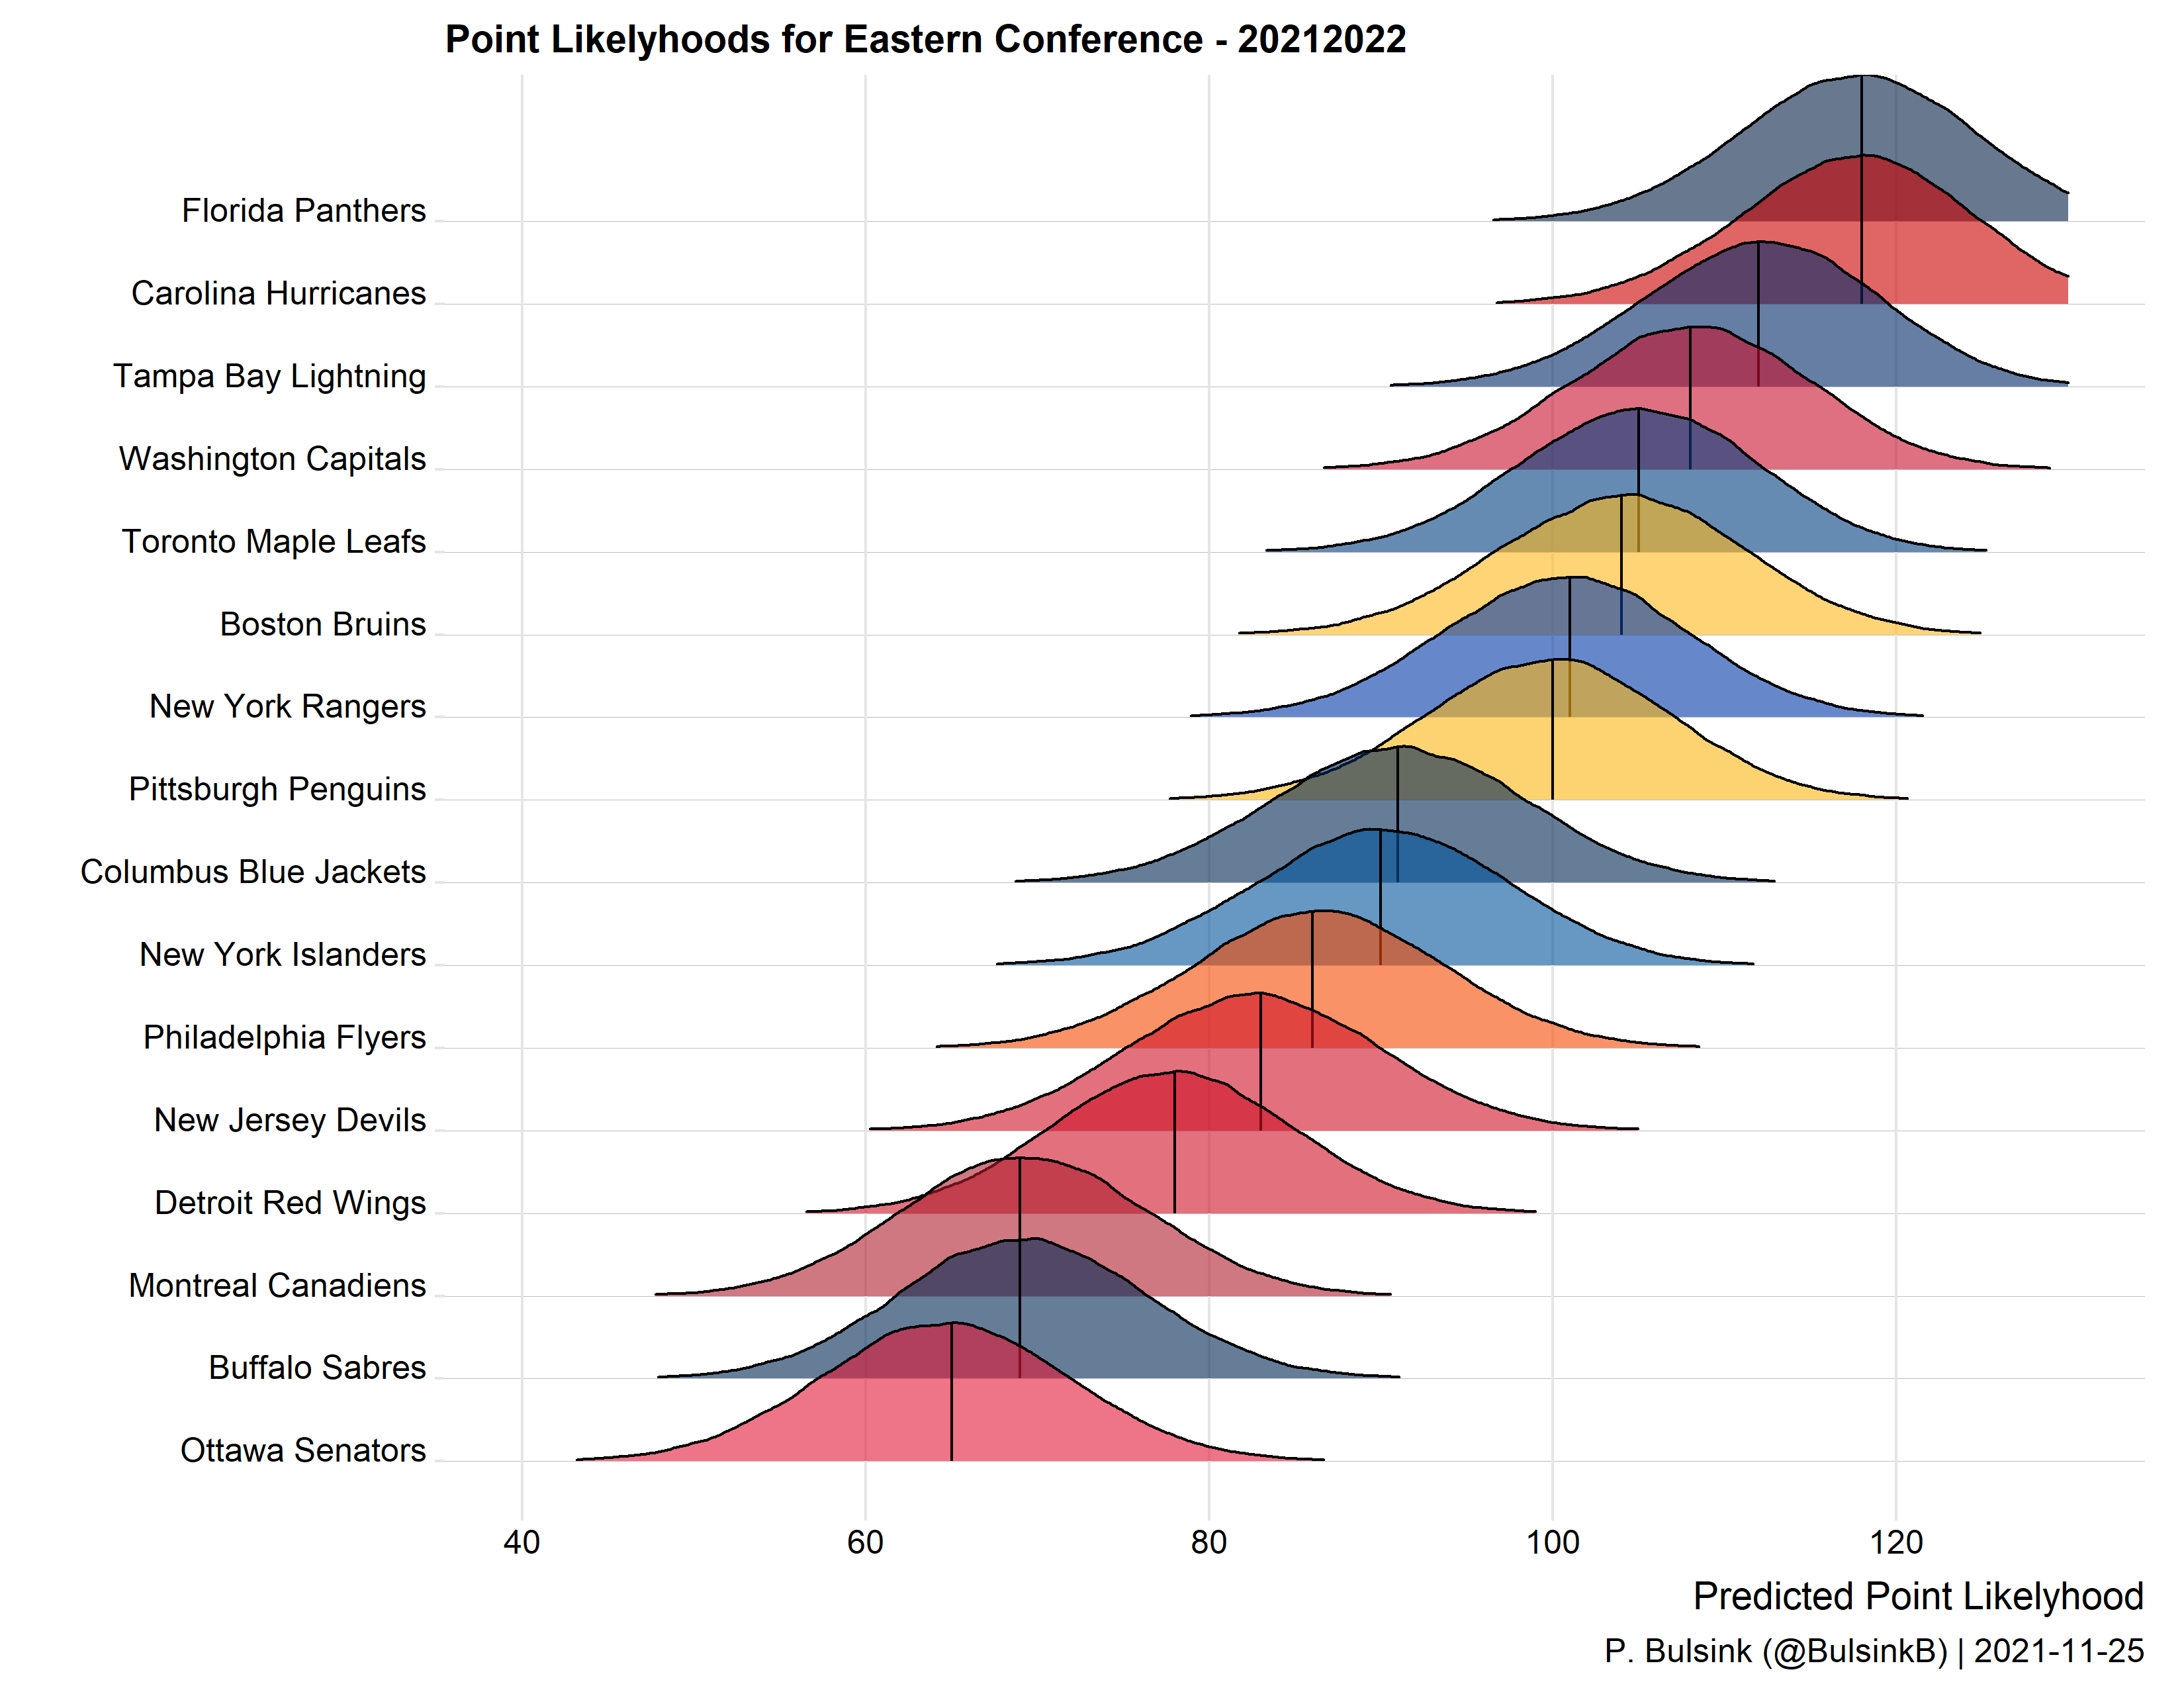 Point Likelyhoods for Eastern Conference - 20212022
Florida Panthers
Carolina Hurricanes
Tampa Bay Lightning
Washington Capitals
Toronto Maple Leafs
Boston Bruins
New York Rangers
Pittsburgh Penguins
Columbus Blue Jackets
New York Islanders
Philadelphia Flyers
New Jersey Devils
Detroit Red Wings
Montreal Canadiens
Buffalo Sabres
Ottawa Senators
40 60 80 100 120
Predicted Point Likelyhood
P. Bulsink (@BulsinkB) | 2021-11-25